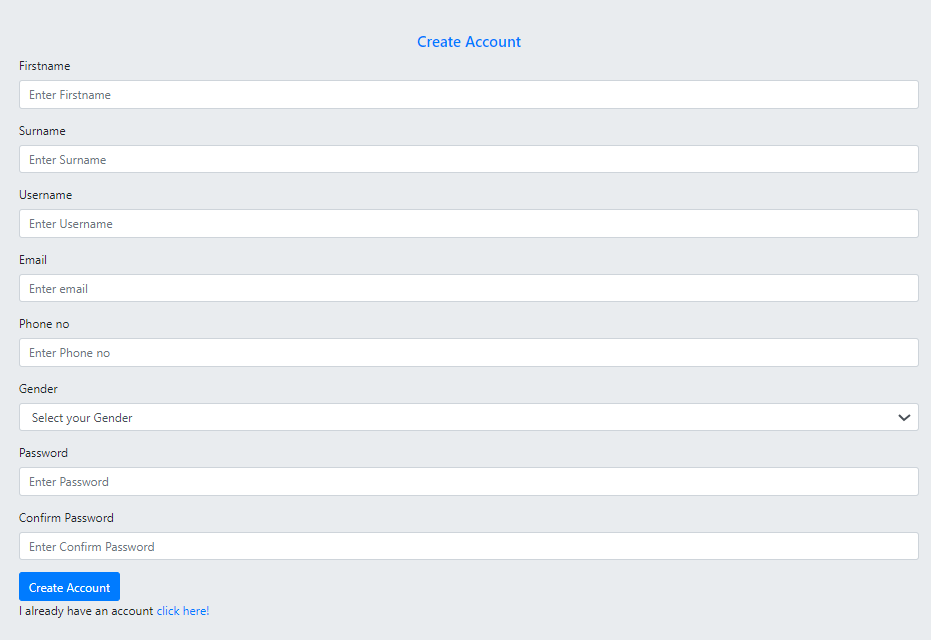 Create Account
Firstname
Enter Firstname
Surname
Enter Surname
Username
Enter Username
Email
Enter email
Phone no
Enter Phone no
Gender
Select your Gender
Password
Enter Password
Confirm Password
Enter Confirm Password
Create Account
I already have an account click here!